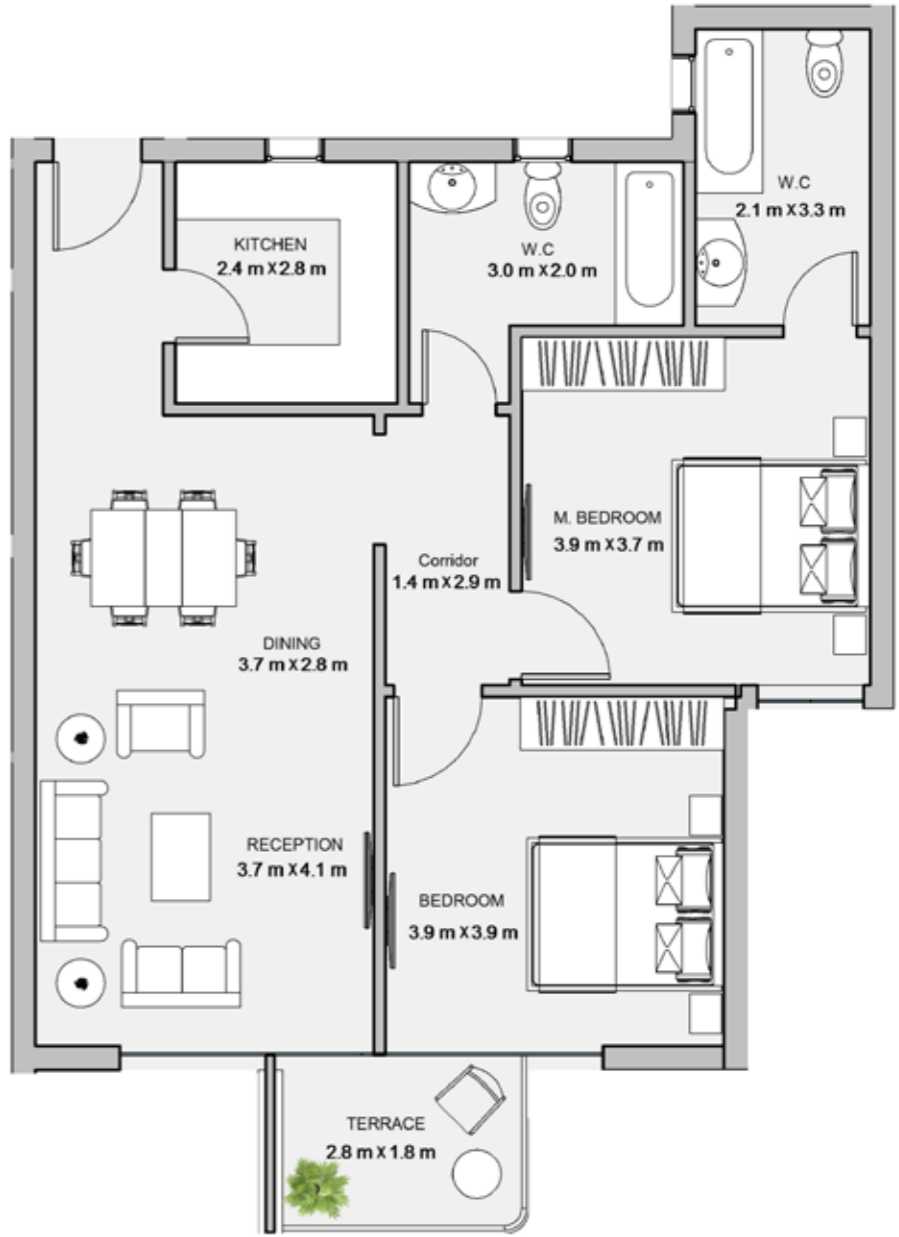 W.C
2.1 m X 3.3 m
KITCHEN
2.4 m X 2.8 m
W.C
3.0 m X 2.0 m
M. BEDROOM
3.9 m X 3.7 m
Corridor
1.4 m X 2.9 m
DINING
3.7 m X 2.8 m
RECEPTION
3.7 m X 4.1 m
BEDROOM
3.9 m X 3.9 m
TERRACE
2.8 m X 1.8 m